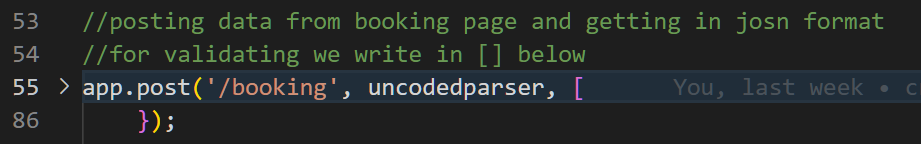 53 //posting data from booking page and getting in josn format
54 //for validating we write in [] below
55 > app.post('/booking', uncodedparser, [ You, last week • c
86 });